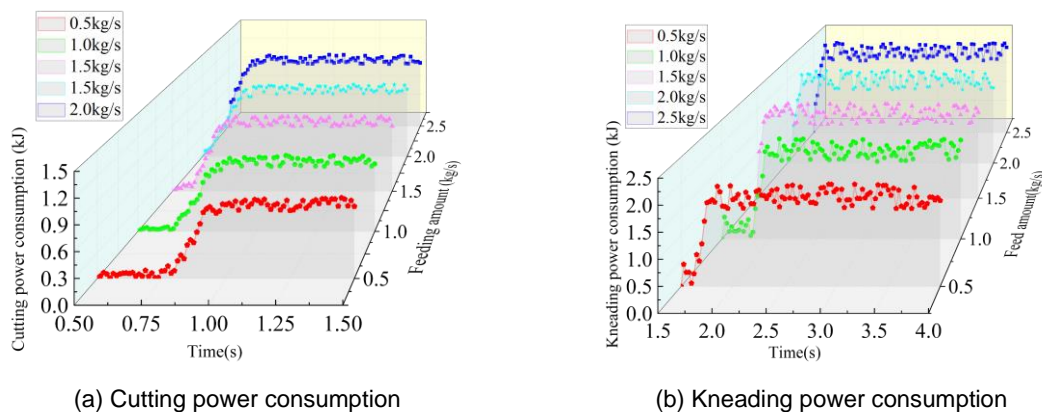 0.5kg/s
1.0kg/s
1.5kg/s
1.5kg/s
2.0kg/s
Cutting power consumption (kJ)
1.5
1.2
0.9
0.6
0.3
0.0
0.50
0.75
1.00
1.25
1.50
Time(s)
0.5
1.0
1.5
2.0
2.5
Feeding amount (kg/s)
(a) Cutting power consumption
0.5kg/s
1.0kg/s
1.5kg/s
2.0kg/s
2.5kg/s
Kneading power consumption (kJ)
2.5
2.0
1.5
1.0
0.5
0.0
1.5
2.0
2.5
3.0
3.5
4.0
Time(s)
0.5
1.0
1.5
2.0
2.5
Feed amount(kg/s)
(b) Kneading power consumption